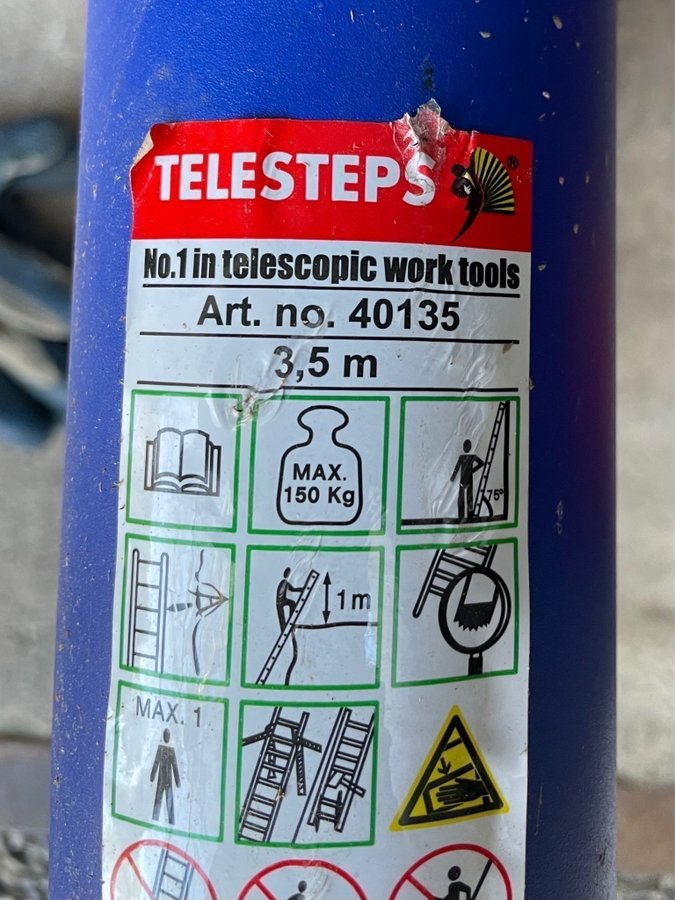 TELESTEPS®
No.1 in telescopic work tools
Art. no. 40135
3,5 m
MAX.
150 Kg
75°
1m
MAX. 1